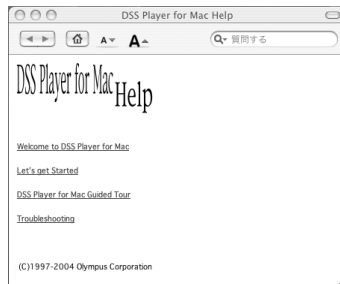 DSS Player for Mac Help
A A
質問する
DSS Player for Mac Help
Welcome to DSS Player for Mac
Let's get Started
DSS Player for Mac Guided Tour
Troubleshooting
(C)1997-2004 Olympus Corporation